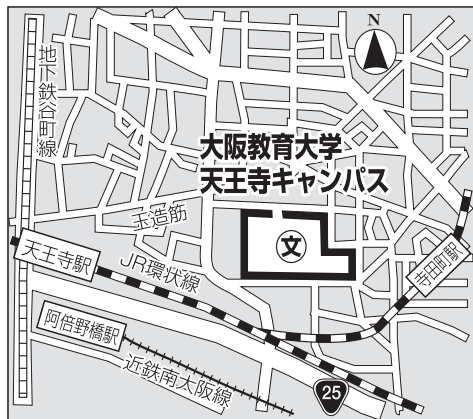 N
地下鉄谷町線
大阪教育大学
天王寺キャンパス
玉造筋
文
天王寺駅
JR環状線
寺田町駅
阿倍野橋駅
近鉄南大阪線
25